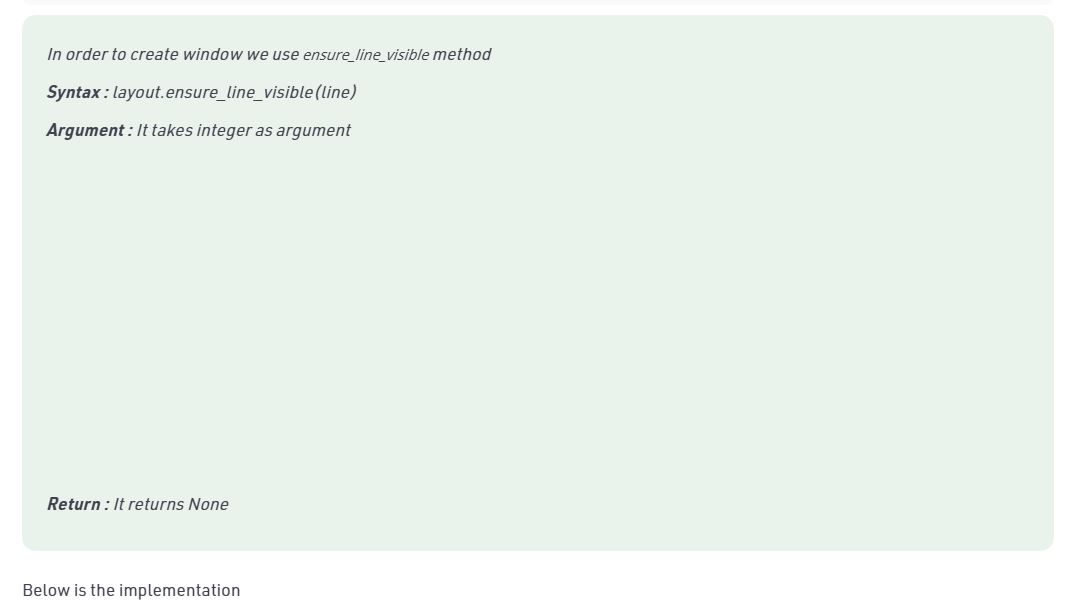 In order to create window we use ensure_line_visible method
Syntax : layout.ensure_line_visible(line)
Argument : It takes integer as argument
Return : It returns None
Below is the implementation